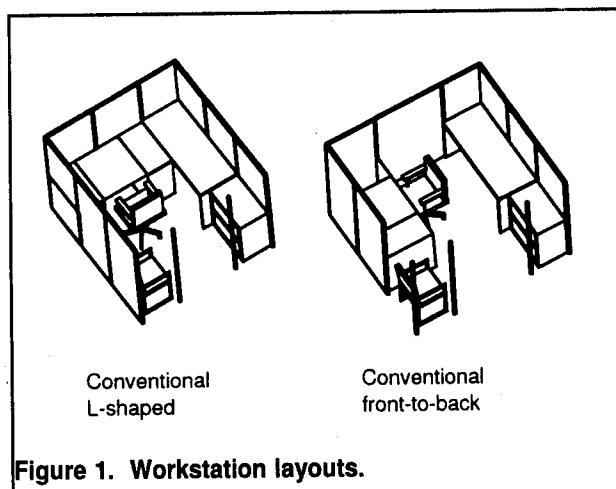 Conventional
L-shaped
Conventional
front-to-back
Figure 1. Workstation layouts.